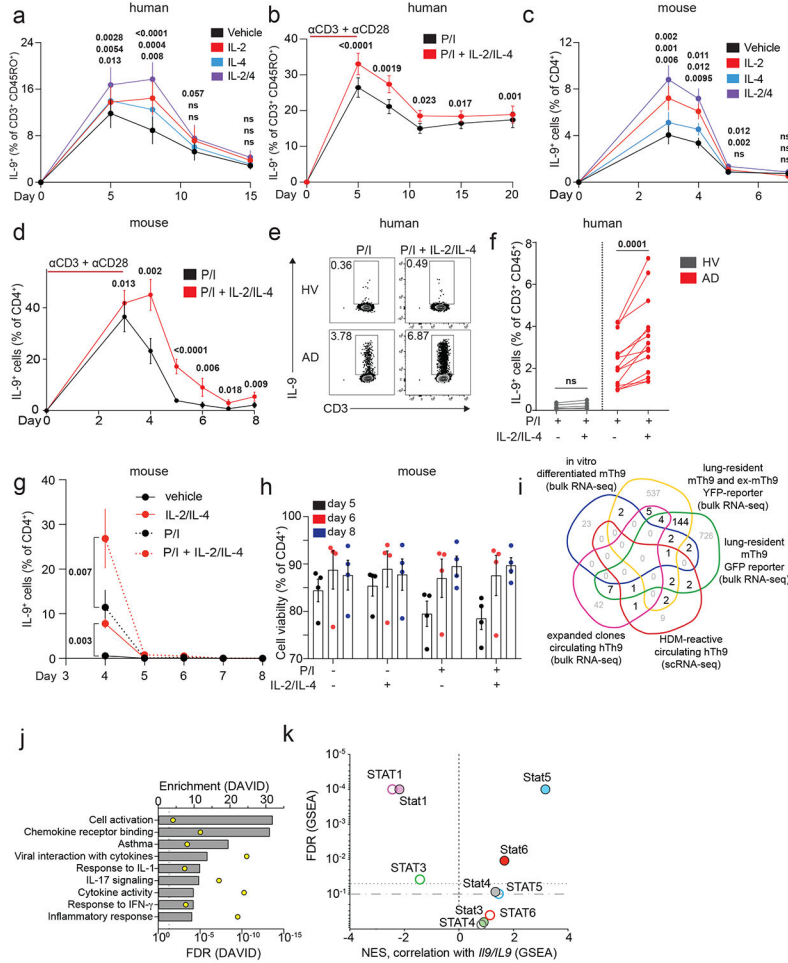 a
human
IL-9⁺ (% of CD3⁺ CD45RO⁺)
24
16
8
0
0.0028
0.0054
0.013
<0.0001
0.0004
0.008
0.057
ns
ns
ns
ns
ns
Vehicle
IL-2
IL-4
IL-2/4
Day
0
5
10
15
b
human
αCD3 + αCD28
IL-9⁺ (% of CD3⁺ CD45RO⁺)
40
30
20
10
0
<0.0001
0.0019
0.023
0.017
0.001
P/I
P/I + IL-2/IL-4
Day
0
5
10
15
20
c
mouse
IL-9⁺ cells (% of CD4⁺)
12
8
4
0
0.002
0.001
0.006
0.011
0.012
0.0095
0.012
0.002
ns
ns
ns
ns
Vehicle
IL-2
IL-4
IL-2/4
Day
0
2
4
6
d
mouse
αCD3 + αCD28
IL-9⁺ cells (% of CD4⁺)
40
20
0
0.013
0.002
<0.0001
0.006
0.018
0.009
P/I
P/I + IL-2/IL-4
Day
0
2
4
6
8
e
human
P/I
P/I + IL-2/IL-4
HV
0.36
0.49
AD
3.78
6.87
IL-9
CD3
f
human
IL-9⁺ cells (% of CD3⁺ CD45⁺)
8
6
4
2
0
ns
0.0001
HV
AD
P/I
+
+
+
+
IL-2/IL-4
-
+
-
+
g
mouse
IL-9⁺ cells (% of CD4⁺)
40
30
20
10
0
0.007
0.003
vehicle
IL-2/IL-4
P/I
P/I + IL-2/IL-4
Day
3
4
5
6
7
8
h
mouse
Cell viability (% of CD4⁺)
100
90
80
70
day 5
day 6
day 8
P/I
-
-
+
+
IL-2/IL-4
-
+
-
+
i
in vitro
differentiated mTh9
(bulk RNA-seq)
lung-resident
mTh9 and ex-mTh9
YFP-reporter
(bulk RNA-seq)
lung-resident
mTh9
GFP reporter
(bulk RNA-seq)
HDM-reactive
circulating hTh9
(scRNA-seq)
expanded clones
circulating hTh9
(bulk RNA-seq)
537
23
2
5
4
144
726
2
2
1
7
1
1
2
2
2
42
9
j
Enrichment (DAVID)
0
10
20
30
Cell activation
Chemokine receptor binding
Asthma
Viral interaction with cytokines
Response to IL-1
IL-17 signaling
Cytokine activity
Response to IFN-γ
Inflammatory response
10⁰
10⁻⁵
10⁻¹⁰
10⁻¹⁵
FDR (DAVID)
k
FDR (GSEA)
10⁻⁵
10⁻⁴
10⁻³
10⁻²
10⁻¹
STAT1
Stat1
Stat5
Stat6
STAT3
Stat4
STAT5
Stat3
STAT6
STAT4
-4
-2
0
2
4
NES, correlation with Il9/IL9 (GSEA)